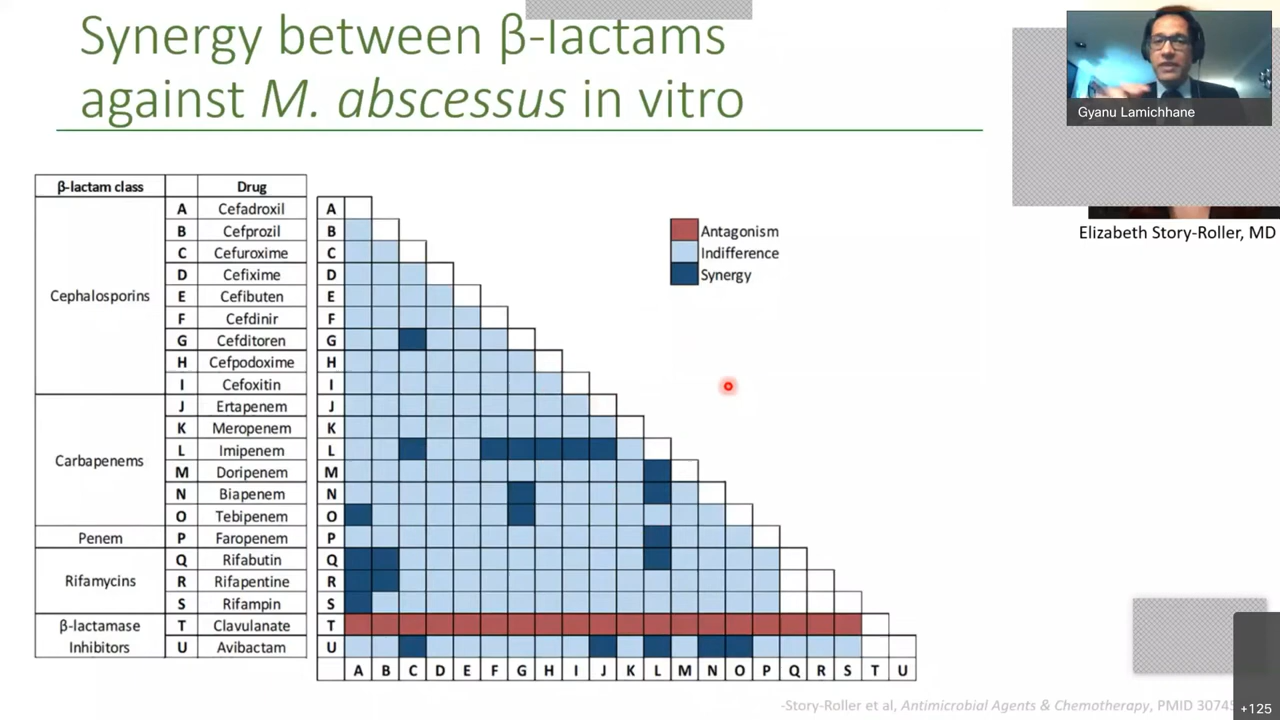 Synergy between β-lactams
against M. abscessus in vitro
Gyanu Lamichhane
Elizabeth Story-Roller, MD
β-lactam class Drug
Cephalosporins
A Cefadroxil A
B Cefprozil B
C Cefuroxime C
D Cefixime D
E Cefibuten E
F Cefdinir F
G Cefditoren G
H Cefpodoxime H
I Cefoxitin I
Carbapenems
J Ertapenem J
K Meropenem K
L Imipenem L
M Doripenem M
N Biapenem N
O Tebipenem O
Penem P Faropenem P
Rifamycins
Q Rifabutin Q
R Rifapentine R
S Rifampin S
β-lactamase
Inhibitors
T Clavulanate T
U Avibactam U
A B C D E F G H I J K L M N O P Q R S T U
Antagonism
Indifference
Synergy
-Story-Roller et al, Antimicrobial Agents & Chemotherapy, PMID
+125